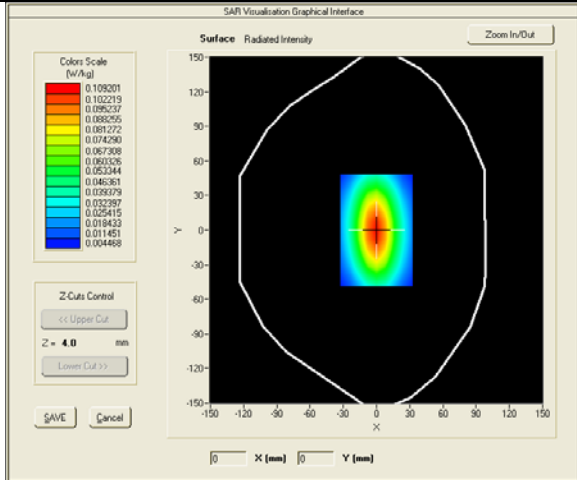 SAR Visualisation Graphical Interface
Surface Radiated Intensity
Zoom In/Out
Colors Scale
(W/kg)
0.109201
0.102219
0.095237
0.088255
0.081272
0.074290
0.067308
0.060326
0.053344
0.046361
0.039379
0.032397
0.025415
0.018433
0.011451
0.004468
Z-Cuts Control
<< Upper Cut
Z = 4.0 mm
Lower Cut >>
SAVE Cancel
150
120
90
60
30
0
-30
-60
-90
-120
-150
Y
-150 -120 -90 -60 -30 0 30 60 90 120 150
X
0 X (mm) 0 Y (mm)